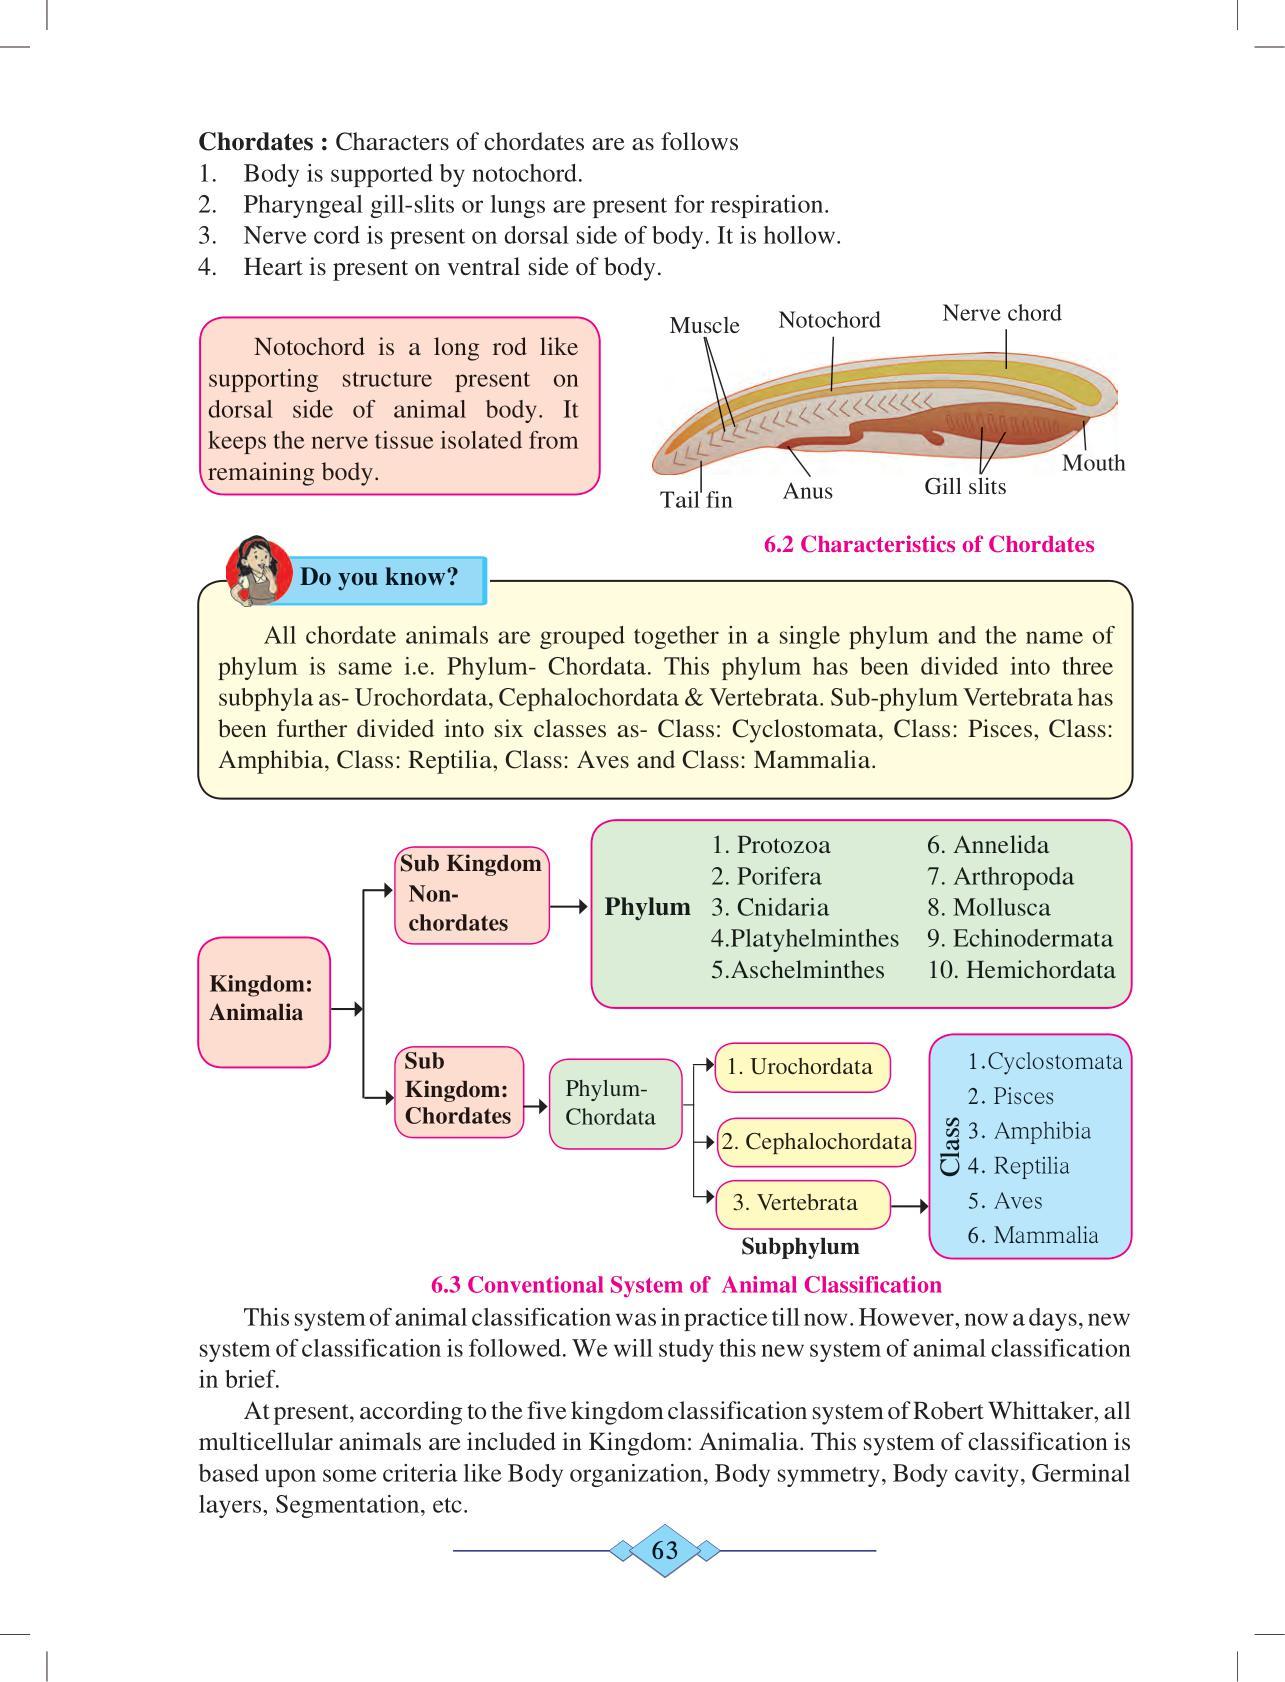 Chordates : Characters of chordates are as follows
1. Body is supported by notochord.
2. Pharyngeal gill-slits or lungs are present for respiration.
3. Nerve cord is present on dorsal side of body. It is hollow.
4. Heart is present on ventral side of body.
Notochord is a long rod like
supporting structure present on
dorsal side of animal body. It
keeps the nerve tissue isolated from
remaining body.
Muscle
Notochord
Nerve chord
Mouth
Gill slits
Anus
Tail fin
6.2 Characteristics of Chordates
Do you know?
All chordate animals are grouped together in a single phylum and the name of
phylum is same i.e. Phylum- Chordata. This phylum has been divided into three
subphyla as- Urochordata, Cephalochordata & Vertebrata. Sub-phylum Vertebrata has
been further divided into six classes as- Class: Cyclostomata, Class: Pisces, Class:
Amphibia, Class: Reptilia, Class: Aves and Class: Mammalia.
Kingdom:
Animalia
Sub Kingdom
Non-
chordates
Phylum
1. Protozoa
2. Porifera
3. Cnidaria
4.Platyhelminthes
5.Aschelminthes
6. Annelida
7. Arthropoda
8. Mollusca
9. Echinodermata
10. Hemichordata
Sub
Kingdom:
Chordates
Phylum-
Chordata
1. Urochordata
2. Cephalochordata
3. Vertebrata
Subphylum
Class
1.Cyclostomata
2. Pisces
3. Amphibia
4. Reptilia
5. Aves
6. Mammalia
6.3 Conventional System of Animal Classification
This system of animal classification was in practice till now. However, now a days, new
system of classification is followed. We will study this new system of animal classification
in brief.
At present, according to the five kingdom classification system of Robert Whittaker, all
multicellular animals are included in Kingdom: Animalia. This system of classification is
based upon some criteria like Body organization, Body symmetry, Body cavity, Germinal
layers, Segmentation, etc.
63